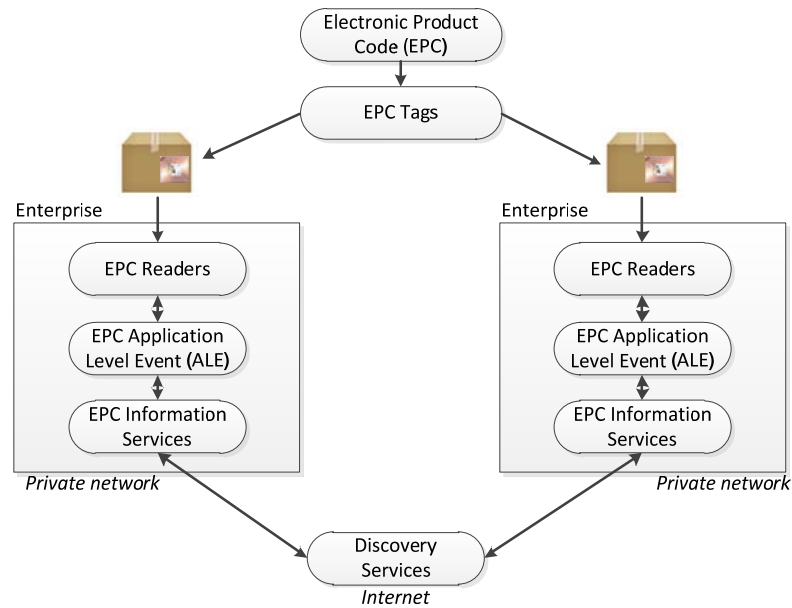 Electronic Product
Code (EPC)
EPC Tags
Enterprise
EPC Readers
EPC Application
Level Event (ALE)
EPC Information
Services
Private network
Enterprise
EPC Readers
EPC Application
Level Event (ALE)
EPC Information
Services
Private network
Discovery
Services
Internet